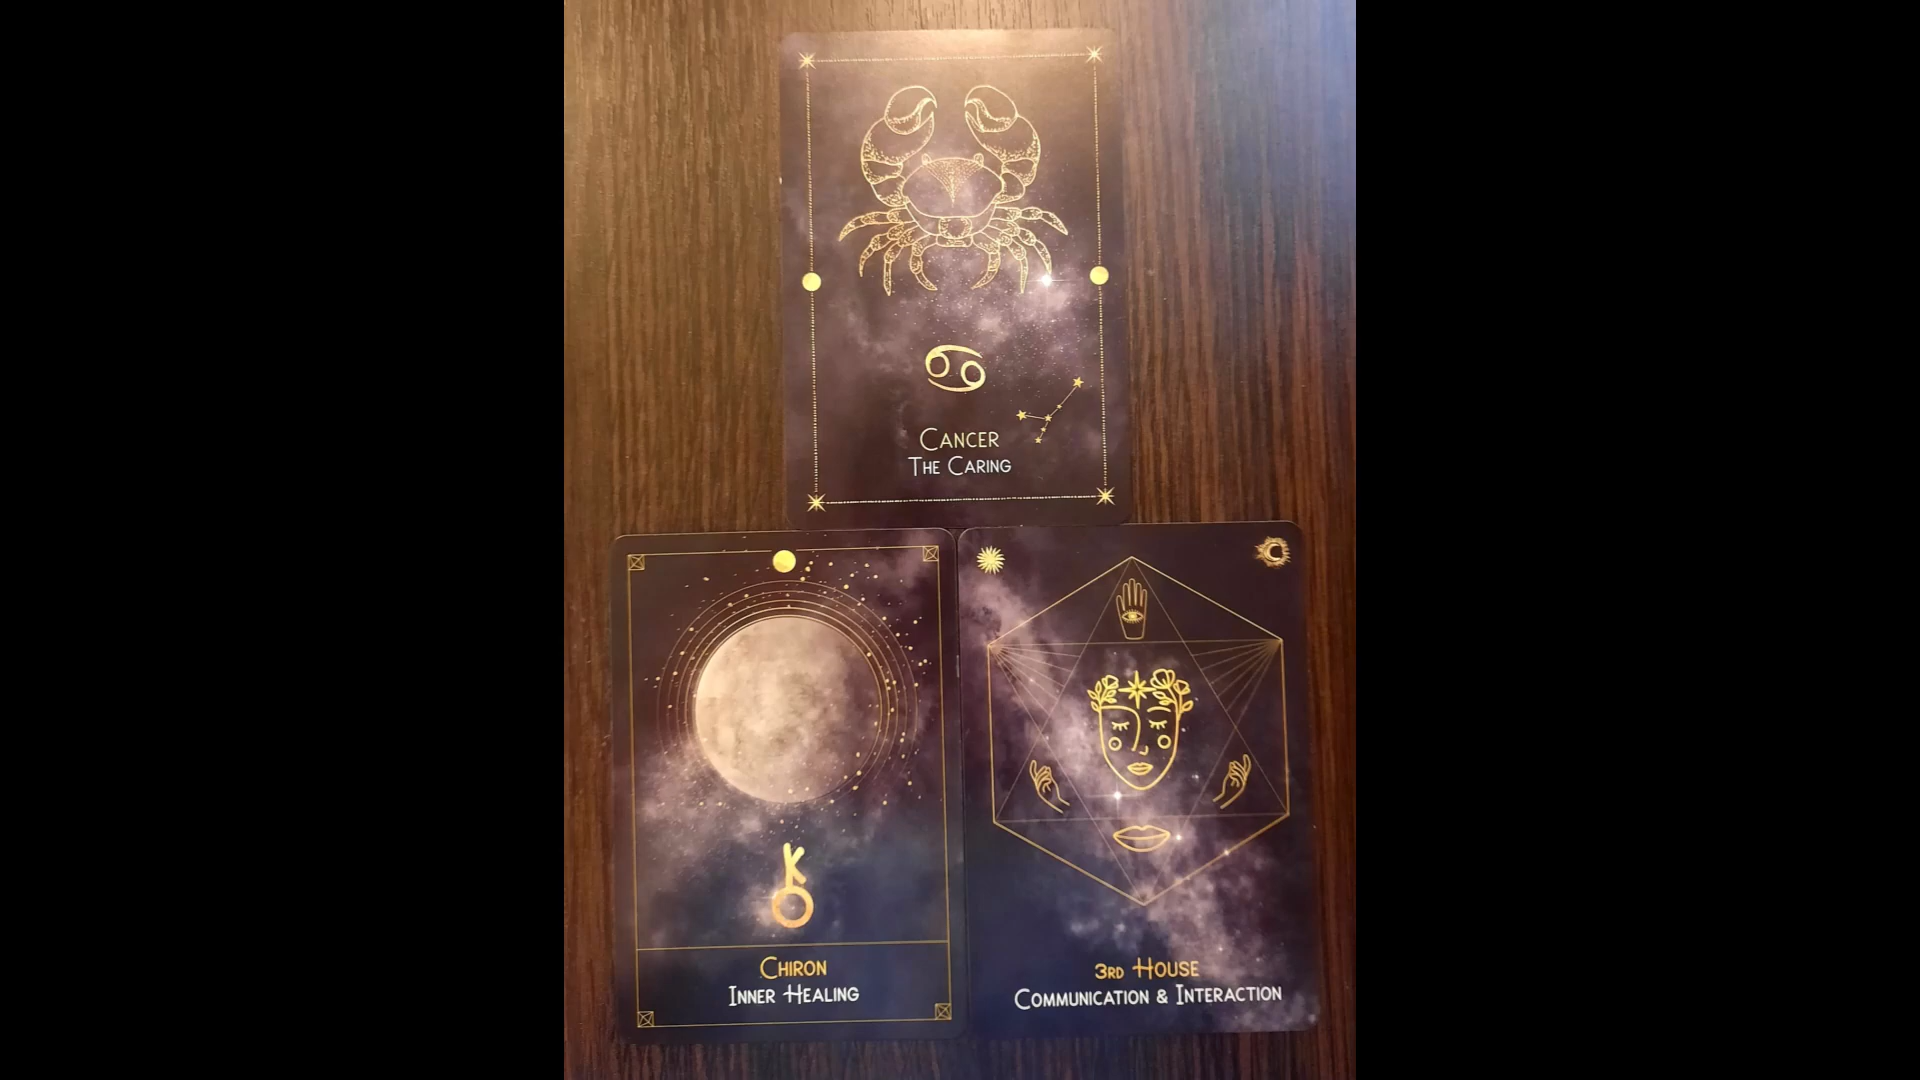 Cancer
The Caring
Chiron
Inner Healing
3rd House
Communication & Interaction